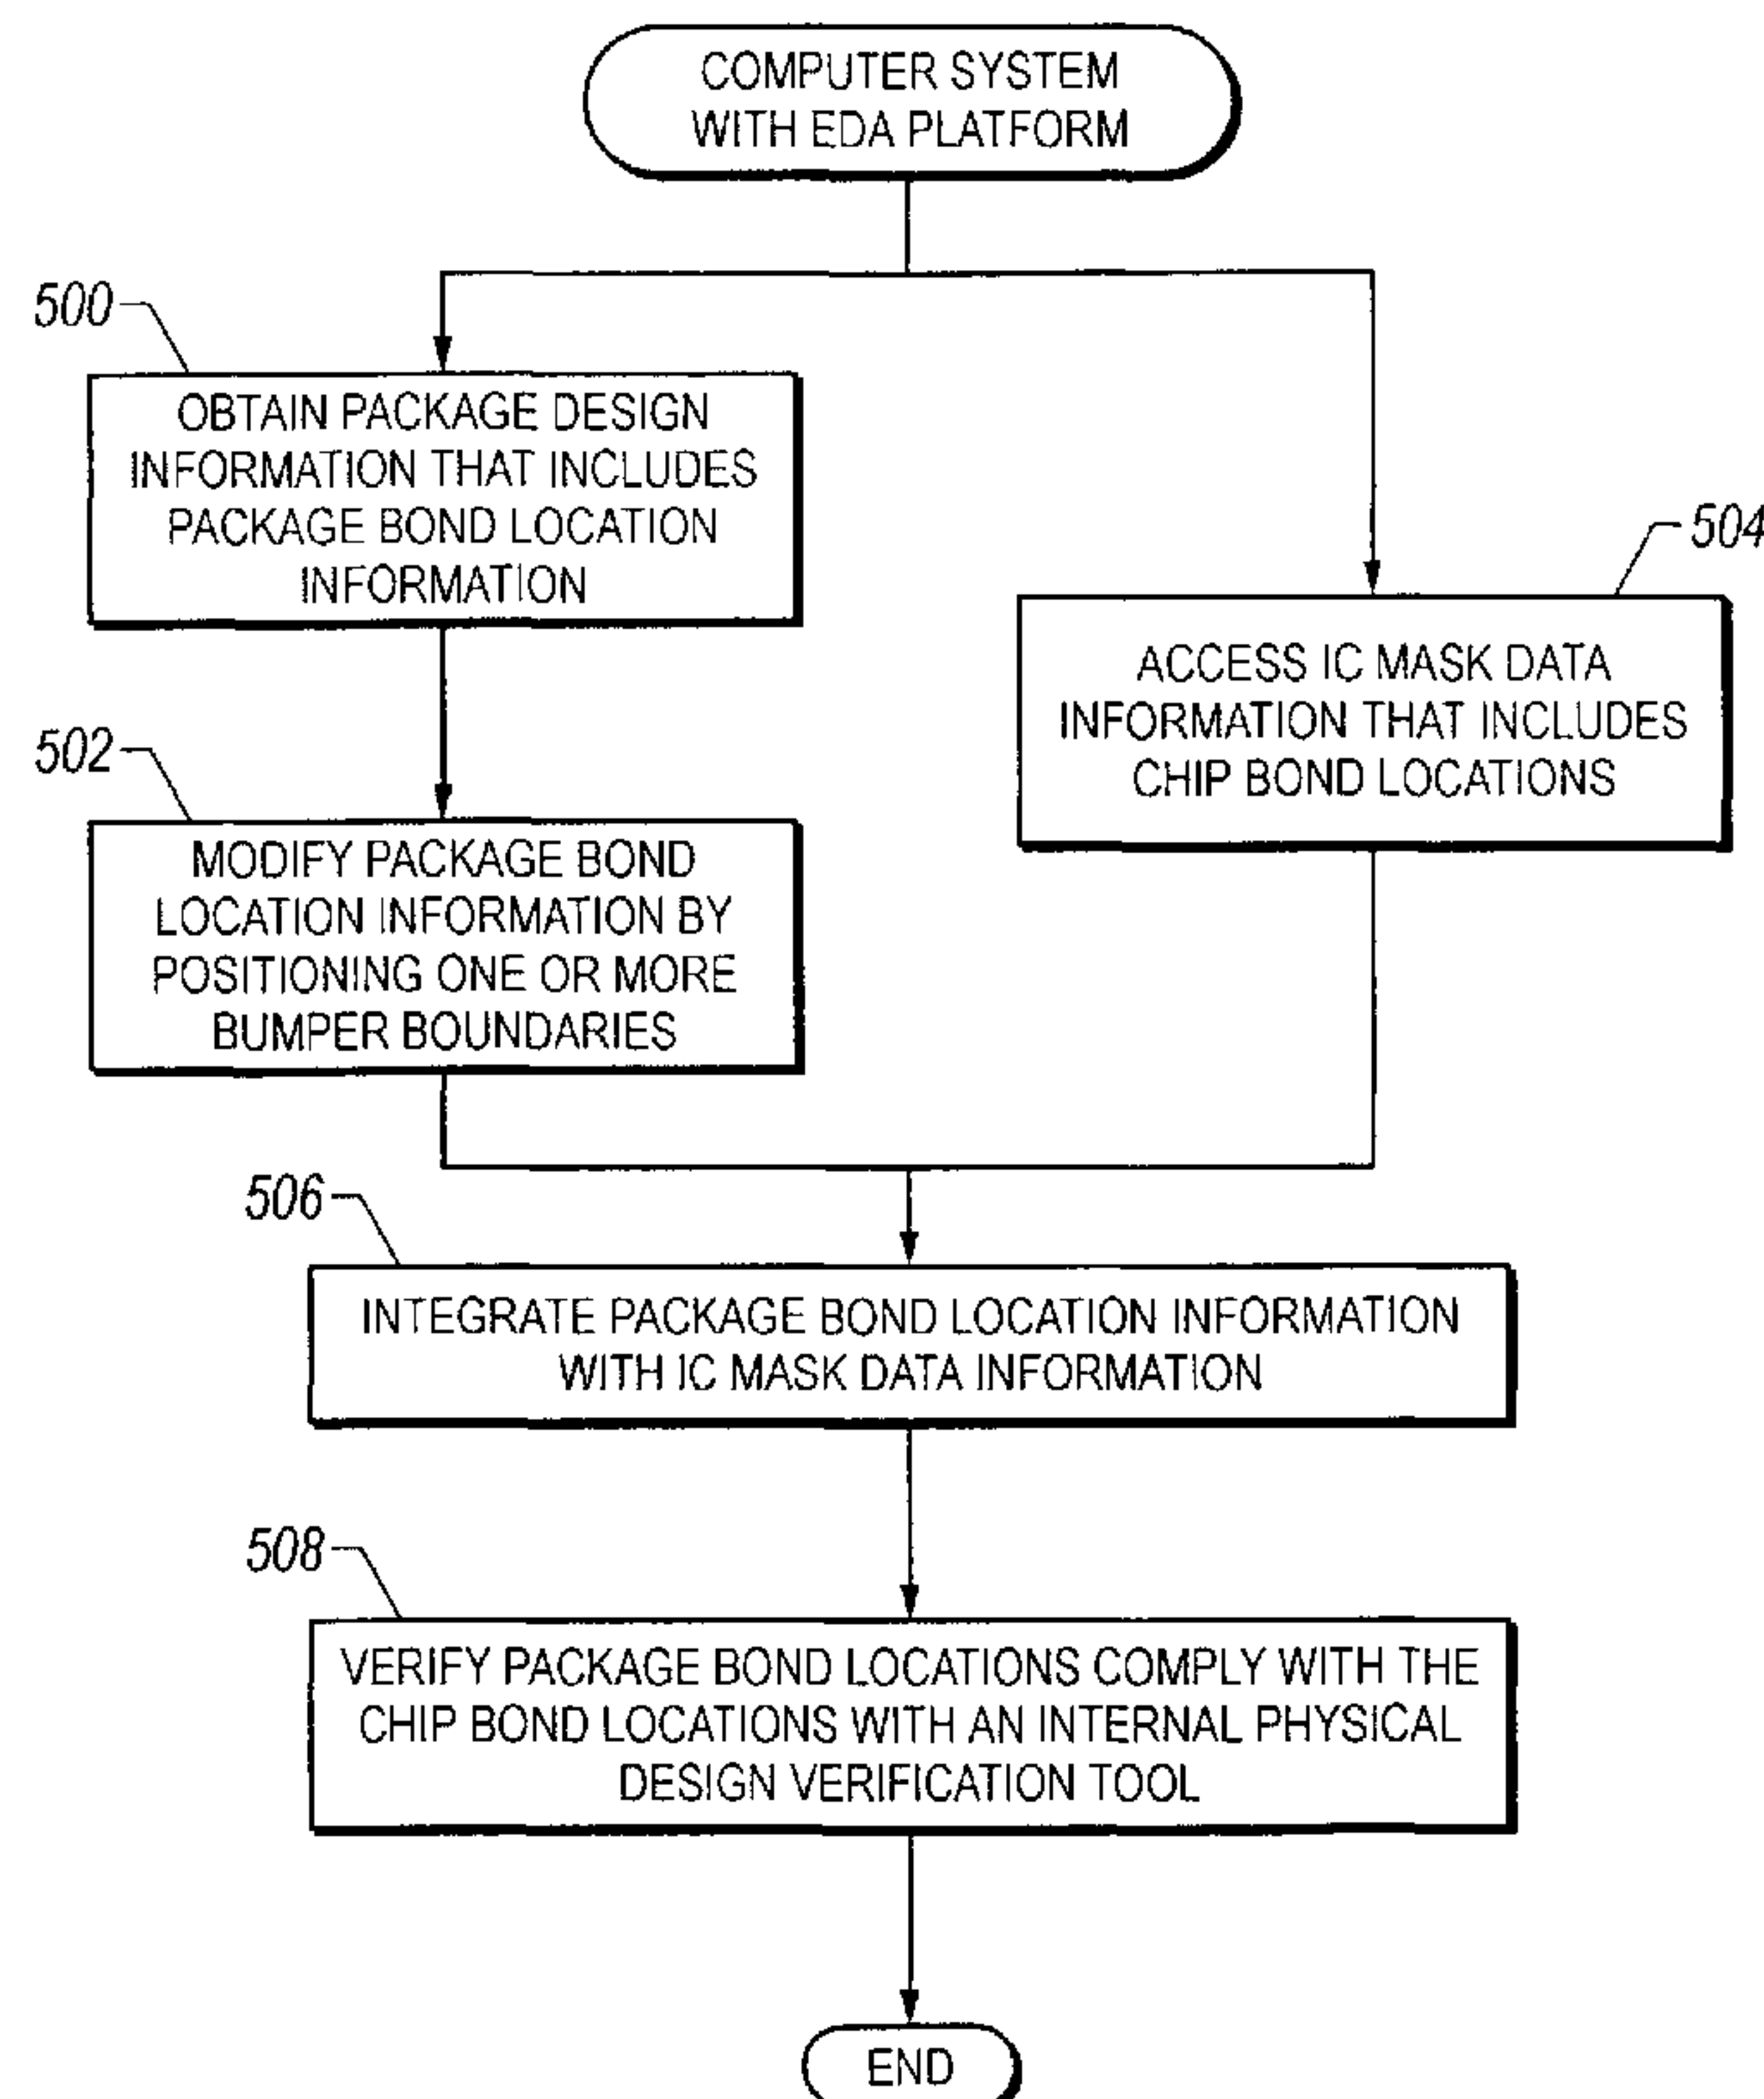 COMPUTER SYSTEM
WITH EDA PLATFORM
500
OBTAIN PACKAGE DESIGN
INFORMATION THAT INCLUDES
PACKAGE BOND LOCATION
INFORMATION
504
ACCESS IC MASK DATA
INFORMATION THAT INCLUDES
CHIP BOND LOCATIONS
502
MODIFY PACKAGE BOND
LOCATION INFORMATION BY
POSITIONING ONE OR MORE
BUMPER BOUNDARIES
506
INTEGRATE PACKAGE BOND LOCATION INFORMATION
WITH IC MASK DATA INFORMATION
508
VERIFY PACKAGE BOND LOCATIONS COMPLY WITH THE
CHIP BOND LOCATIONS WITH AN INTERNAL PHYSICAL
DESIGN VERIFICATION TOOL
END